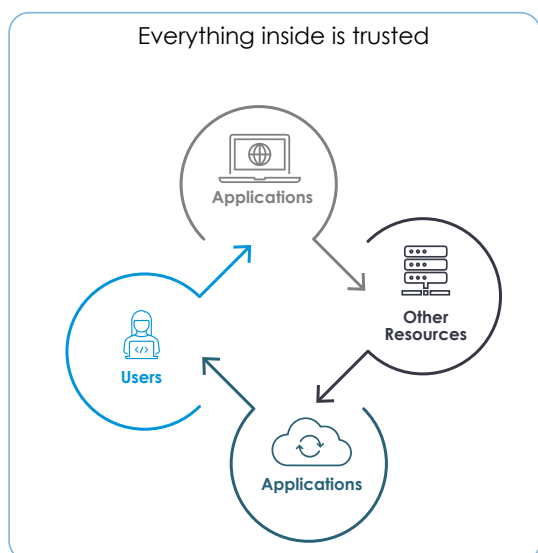 Everything inside is trusted
Applications
Other
Resources
Users
</>
Applications